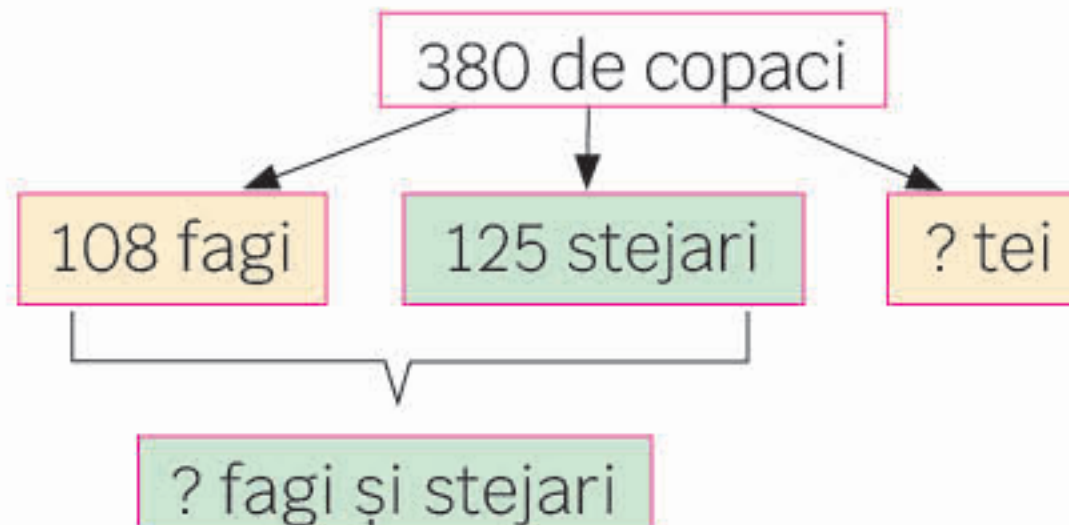 380 de copaci
108 fagi
125 stejari
? tei
? fagi și stejari